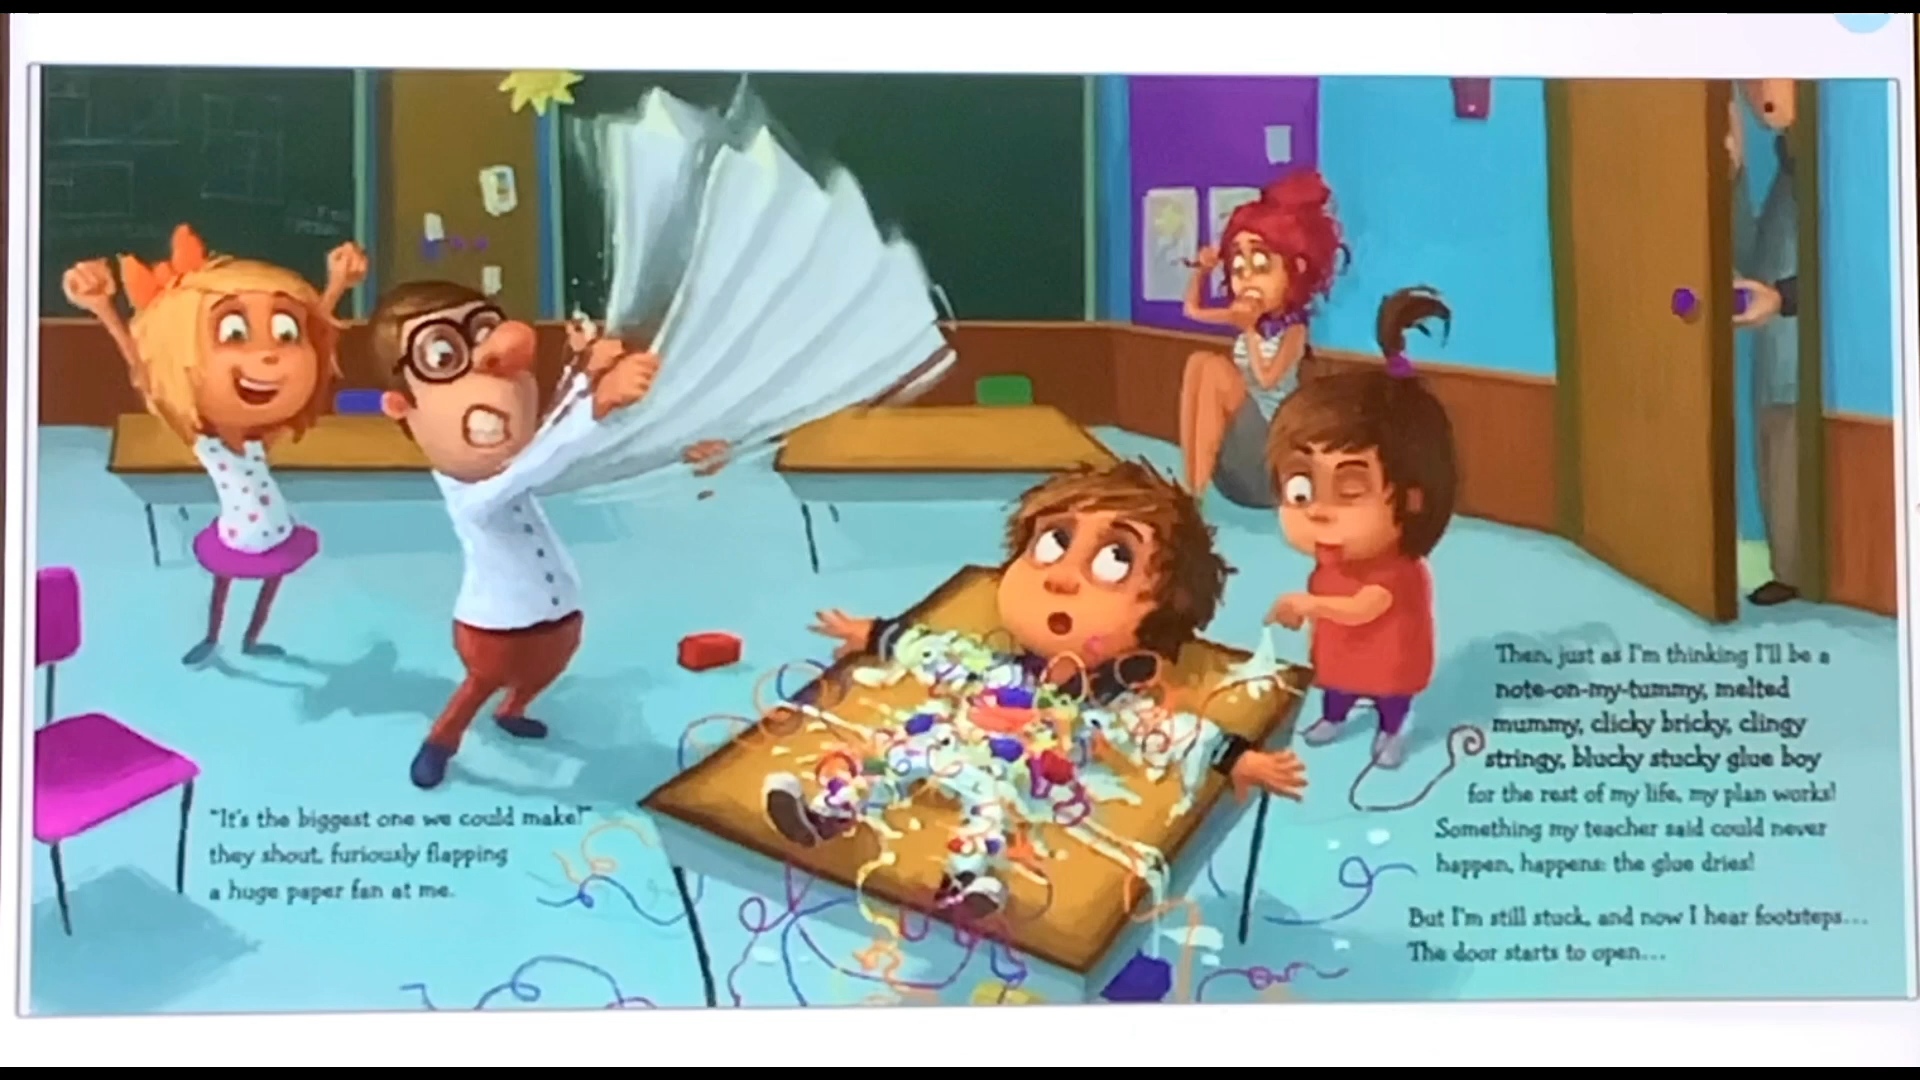 "It's the biggest one we could make!"
they shout, furiously flapping
a huge paper fan at me.
Then, just as I'm thinking I'll be a
note-on-my-tummy, melted
mummy, clicky bricky, clingy
stringy, blucky stucky glue boy
for the rest of my life, my plan works!
Something my teacher said could never
happen, happens: the glue dries!
But I'm still stuck, and now I hear footsteps...
The door starts to open...